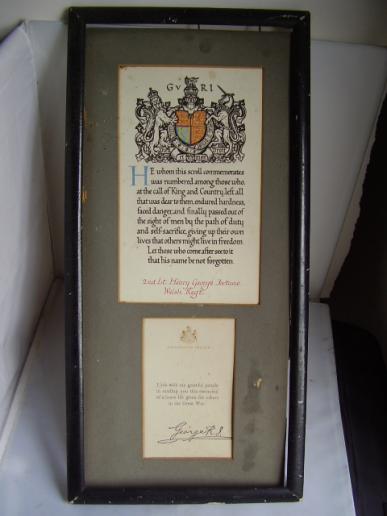 GvRI
HE whom this scroll commemorates
was numbered among those who,
at the call of King and Country, left all
that was dear to them, endured hardness,
faced danger, and finally passed out of
the sight of men by the path of duty
and self-sacrifice, giving up their own
lives that others might live in freedom.
Let those who come after see to it
that his name be not forgotten.
2nd Lt. Henry George Fortune
Welsh Regt.
BUCKINGHAM PALACE
I join with my grateful people
in sending you this memorial
of a brave life given for others
in the Great War.
George R.I.